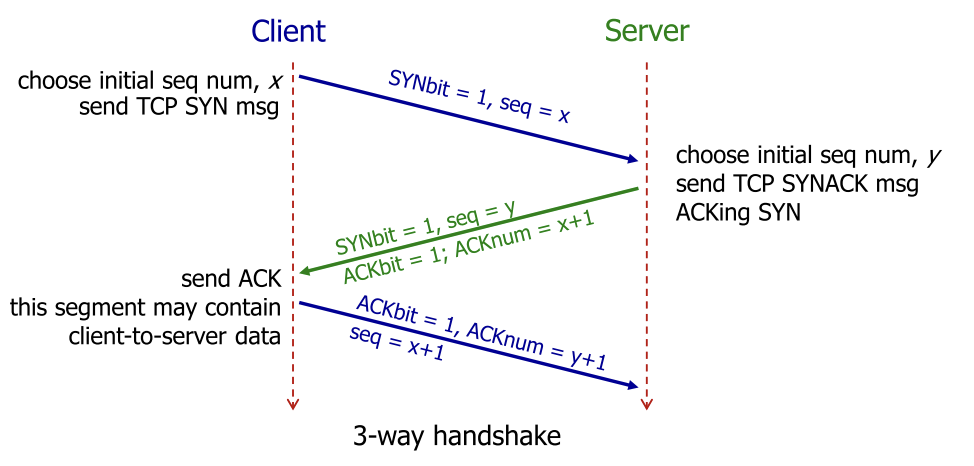 Client
Server
choose initial seq num, x
send TCP SYN msg
SYNbit = 1, seq = x
choose initial seq num, y
send TCP SYNACK msg
ACKing SYN
SYNbit = 1, seq = y
ACKbit = 1; ACKnum = x+1
send ACK
this segment may contain
client-to-server data
ACKbit = 1, ACKnum = y+1
seq = x+1
3-way handshake